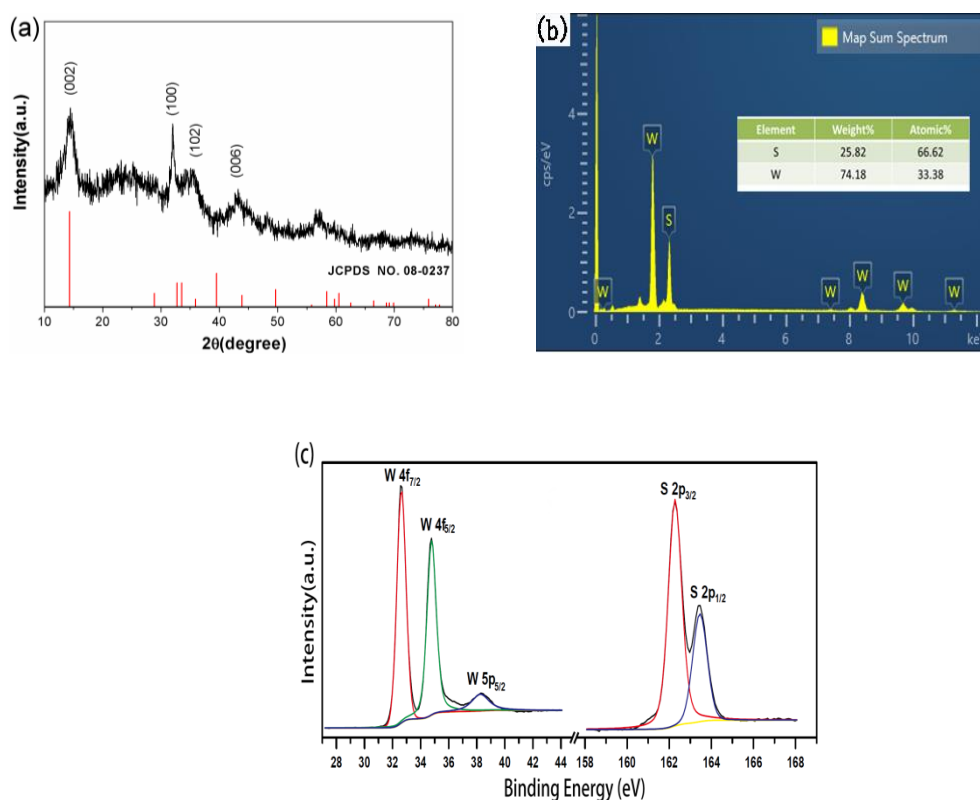 (a)
(002)
(100)
(102)
(006)
Intensity(a.u.)
JCPDS NO. 08-0237
10 20 30 40 50 60 70 80
2θ(degree)
(b)
Map Sum Spectrum
cps/eV
4
2
0
Element Weight% Atomic%
S 25.82 66.62
W 74.18 33.38
W
W
S
W
W
W
W
0 2 4 6 8 10 ke
(c)
W 4f7/2
W 4f5/2
W 5p5/2
S 2p3/2
S 2p1/2
Intensity(a.u.)
28 30 32 34 36 38 40 42 44 158 160 162 164 166 168
Binding Energy (eV)